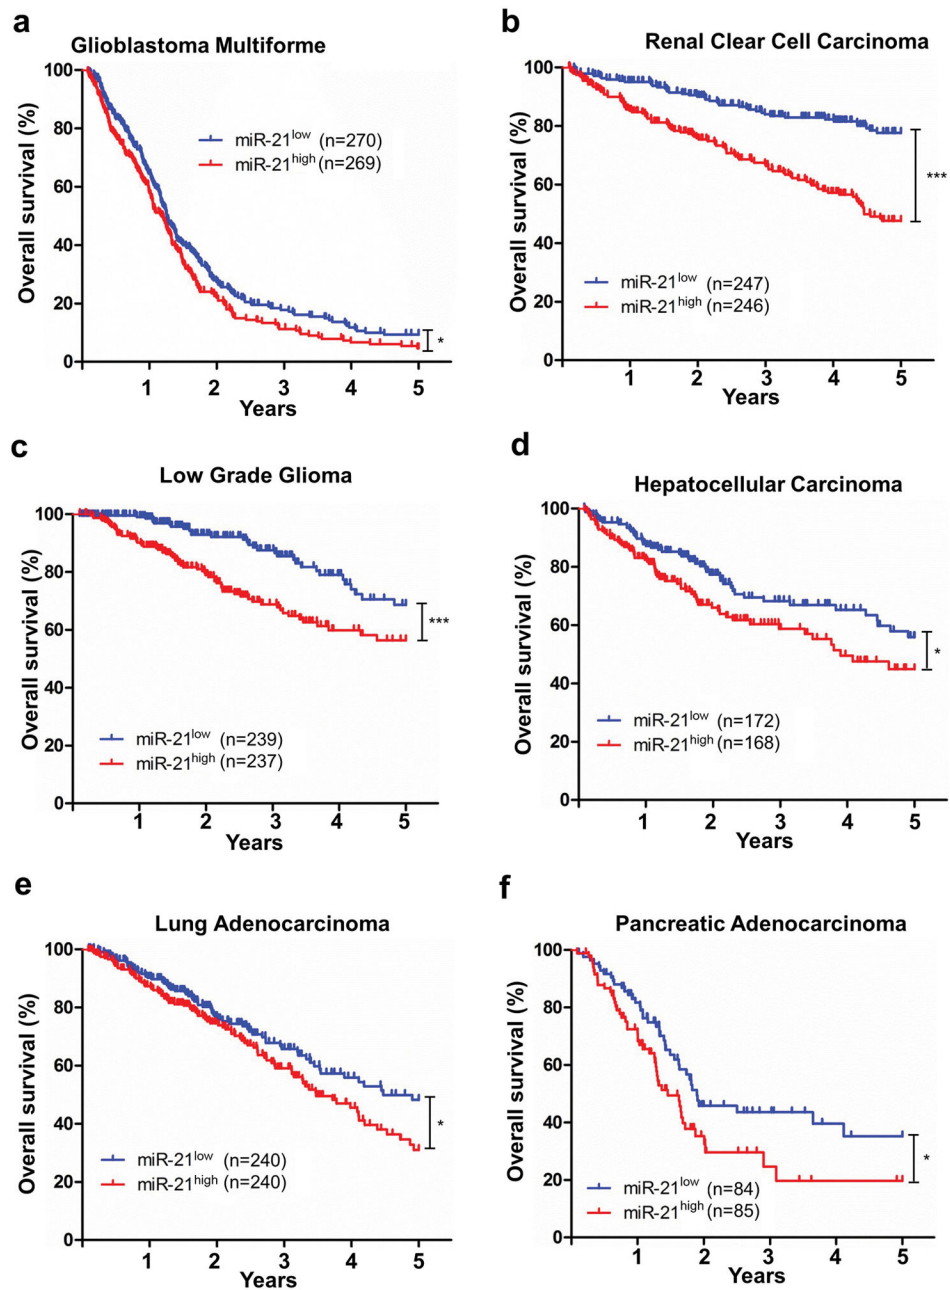 a
Glioblastoma Multiforme
Overall survival (%)
100
80
60
40
20
0
miR-21low (n=270)
miR-21high (n=269)
*
1 2 3 4 5
Years
b
Renal Clear Cell Carcinoma
Overall survival (%)
100
80
60
40
20
0
miR-21low (n=247)
miR-21high (n=246)
***
1 2 3 4 5
Years
c
Low Grade Glioma
Overall survival (%)
100
80
60
40
20
0
miR-21low (n=239)
miR-21high (n=237)
***
1 2 3 4 5
Years
d
Hepatocellular Carcinoma
Overall survival (%)
100
80
60
40
20
0
miR-21low (n=172)
miR-21high (n=168)
*
1 2 3 4 5
Years
e
Lung Adenocarcinoma
Overall survival (%)
100
80
60
40
20
0
miR-21low (n=240)
miR-21high (n=240)
*
1 2 3 4 5
Years
f
Pancreatic Adenocarcinoma
Overall survival (%)
100
80
60
40
20
0
miR-21low (n=84)
miR-21high (n=85)
*
1 2 3 4 5
Years